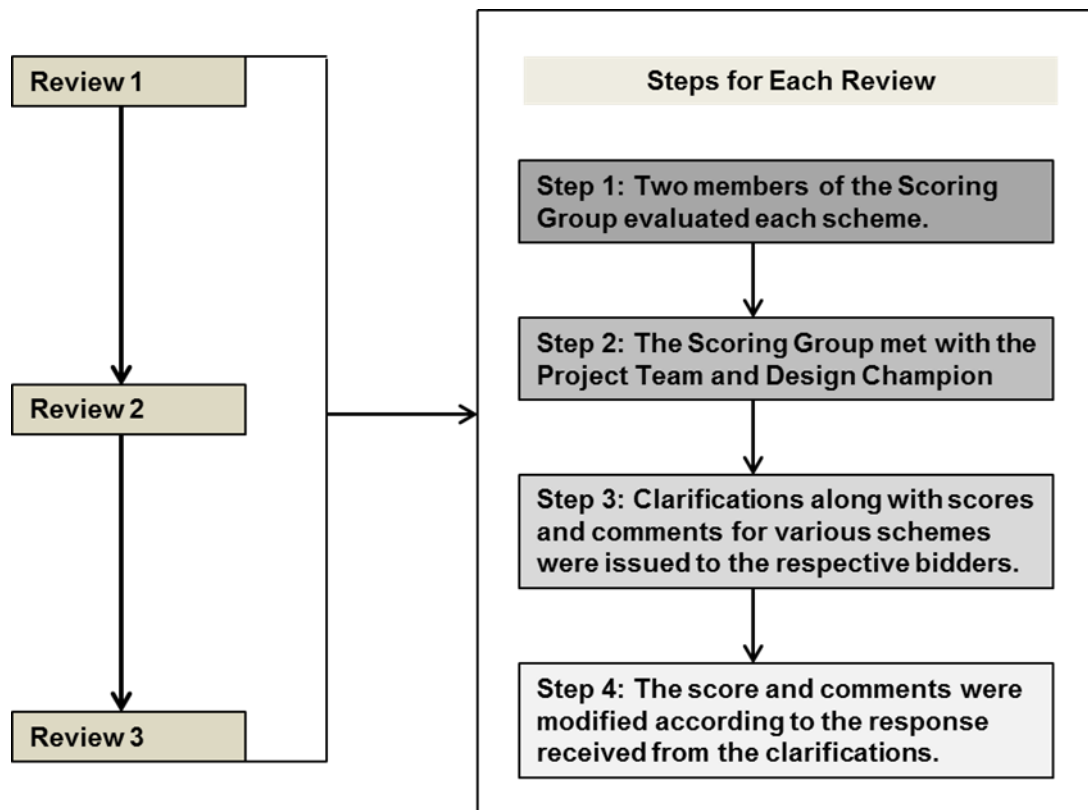 Review 1
Review 2
Review 3
Steps for Each Review
Step 1: Two members of the Scoring
Group evaluated each scheme.
Step 2: The Scoring Group met with the
Project Team and Design Champion
Step 3: Clarifications along with scores
and comments for various schemes
were issued to the respective bidders.
Step 4: The score and comments were
modified according to the response
received from the clarifications.